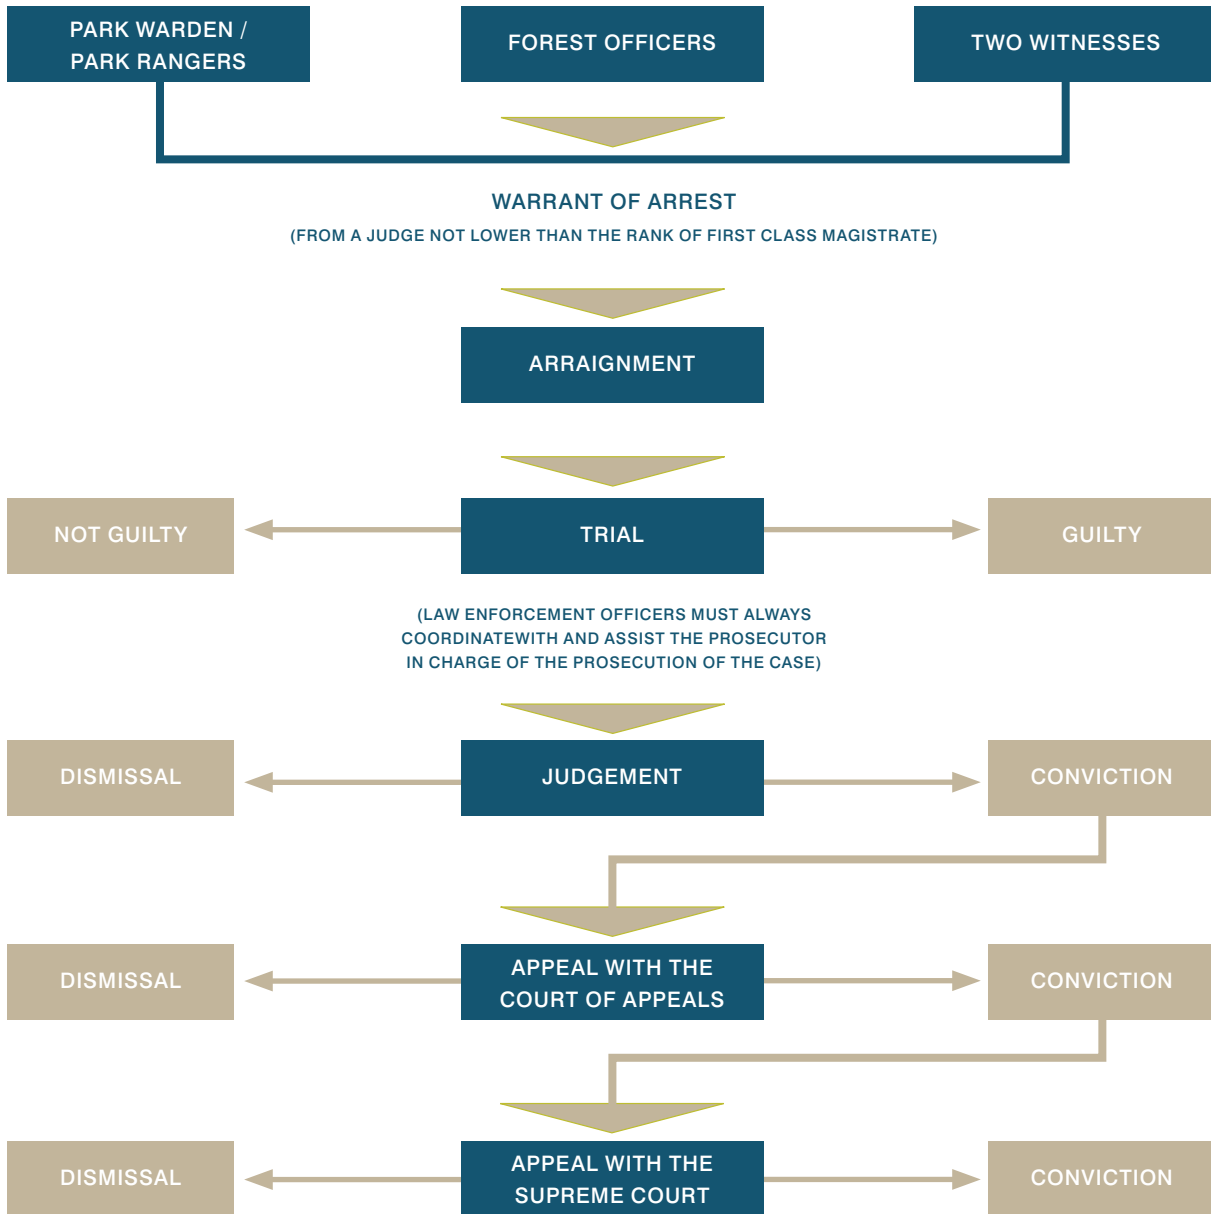 PARK WARDEN /
PARK RANGERS
FOREST OFFICERS
TWO WITNESSES
WARRANT OF ARREST
(FROM A JUDGE NOT LOWER THAN THE RANK OF FIRST CLASS MAGISTRATE)
ARRAIGNMENT
NOT GUILTY
TRIAL
GUILTY
(LAW ENFORCEMENT OFFICERS MUST ALWAYS
COORDINATEWITH AND ASSIST THE PROSECUTOR
IN CHARGE OF THE PROSECUTION OF THE CASE)
DISMISSAL
JUDGEMENT
CONVICTION
DISMISSAL
APPEAL WITH THE
COURT OF APPEALS
CONVICTION
DISMISSAL
APPEAL WITH THE
SUPREME COURT
CONVICTION